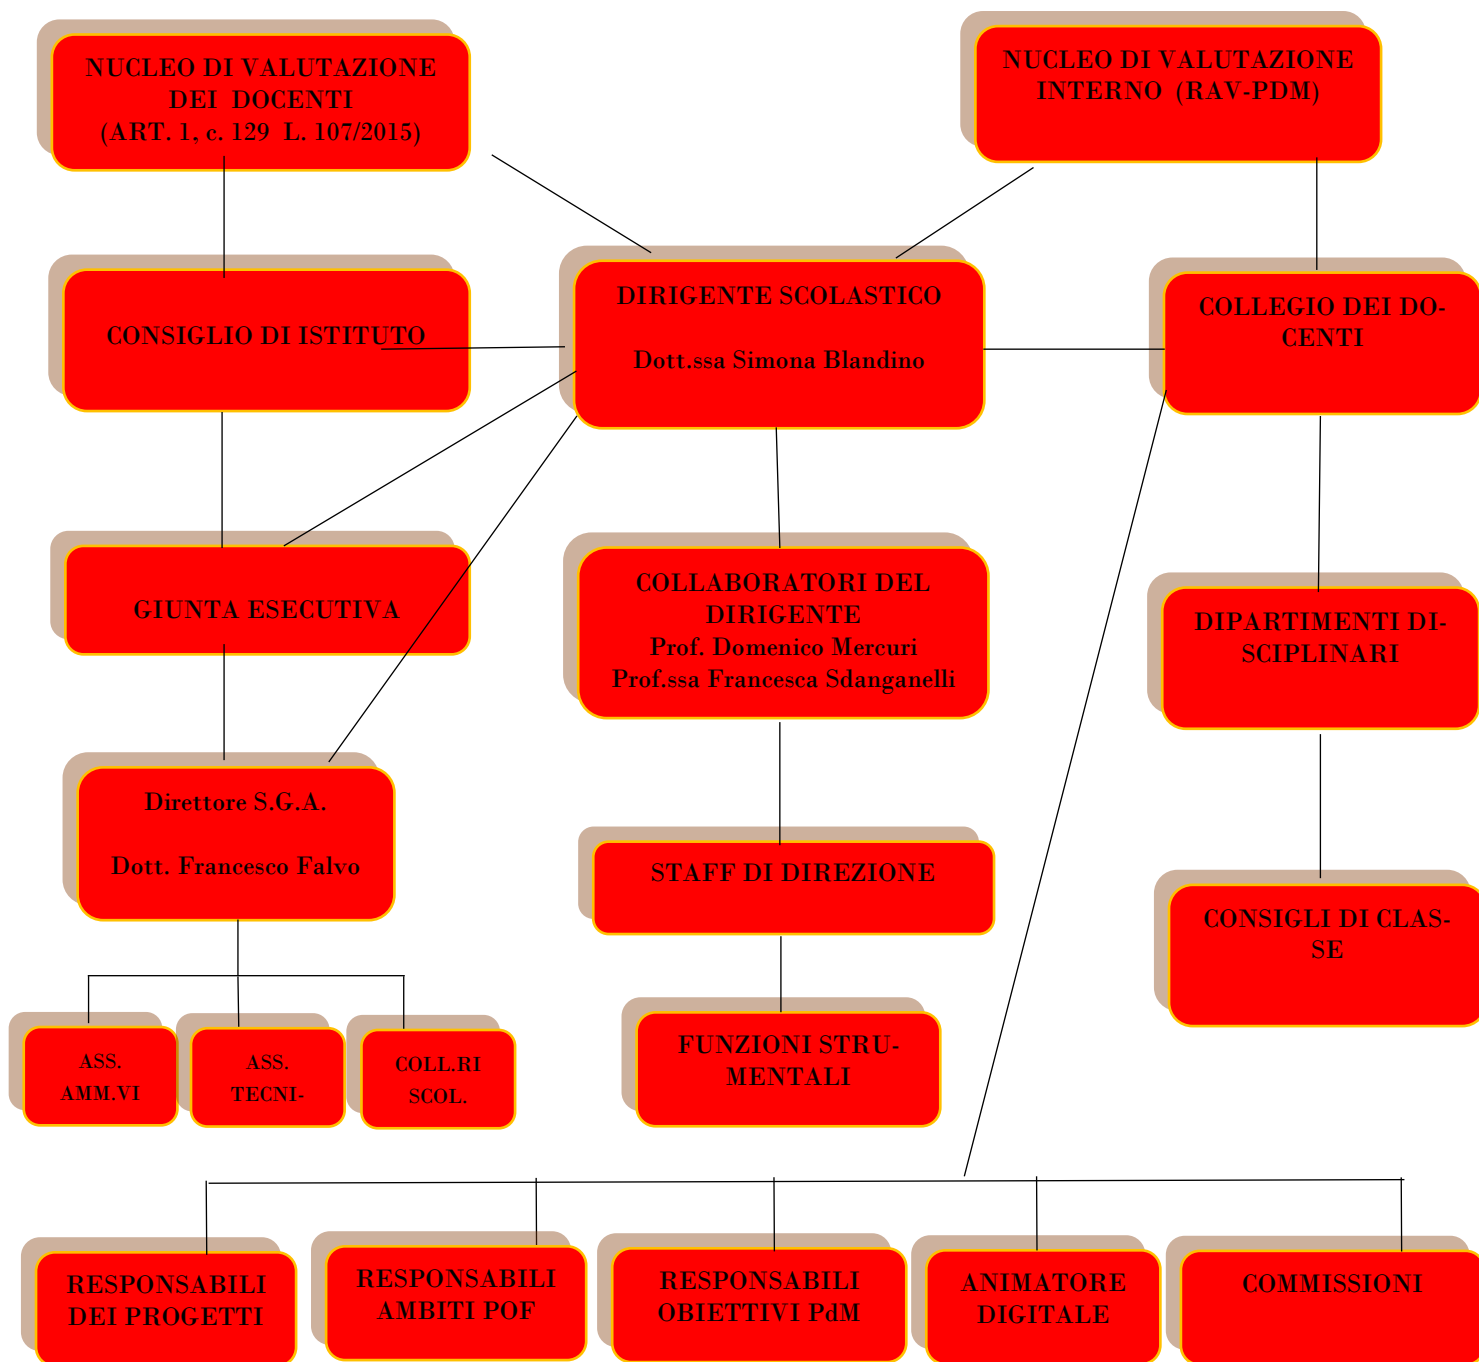 NUCLEO DI VALUTAZIONE
DEI DOCENTI
(ART. 1, c. 129 L. 107/2015)
NUCLEO DI VALUTAZIONE
INTERNO (RAV-PDM)
CONSIGLIO DI ISTITUTO
DIRIGENTE SCOLASTICO
Dott.ssa Simona Blandino
COLLEGIO DEI DO-
CENTI
GIUNTA ESECUTIVA
COLLABORATORI DEL
DIRIGENTE
Prof. Domenico Mercuri
Prof.ssa Francesca Sdanganelli
DIPARTIMENTI DI-
SCIPLINARI
Direttore S.G.A.
Dott. Francesco Falvo
STAFF DI DIREZIONE
CONSIGLI DI CLAS-
SE
ASS.
AMM.VI
ASS.
TECNI-
COLL.RI
SCOL.
FUNZIONI STRU-
MENTALI
RESPONSABILI
DEI PROGETTI
RESPONSABILI
AMBITI POF
RESPONSABILI
OBIETTIVI PdM
ANIMATORE
DIGITALE
COMMISSIONI